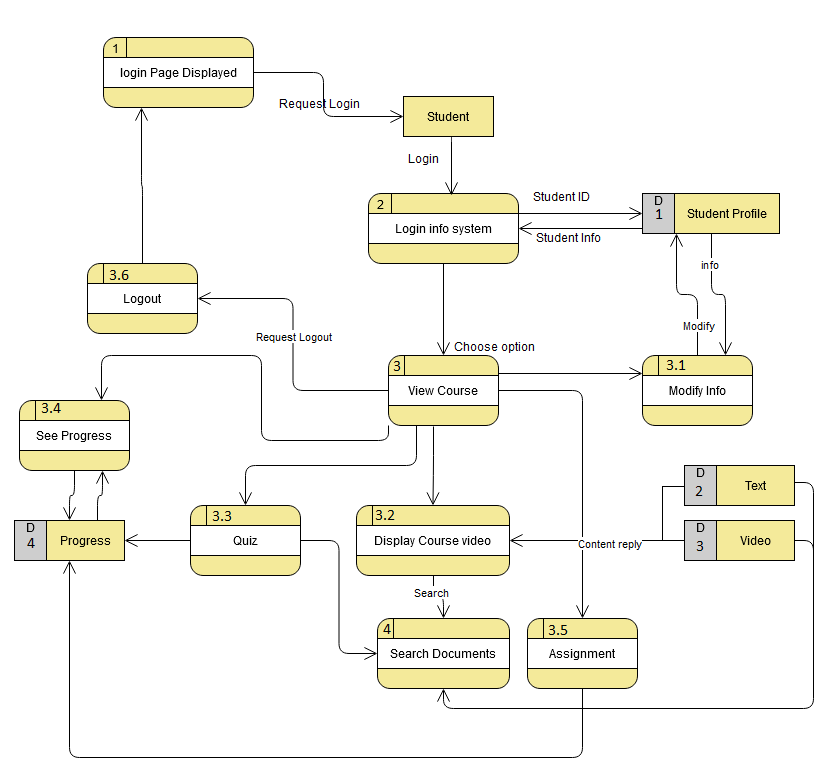 1
login Page Displayed
Request Login
Student
Login
2
Login info system
Student ID
Student Info
D
1
Student Profile
info
Modify
3.6
Logout
Request Logout
Choose option
3
View Course
3.1
Modify Info
3.4
See Progress
D
4
Progress
3.3
Quiz
3.2
Display Course video
Content reply
D
2
Text
D
3
Video
Search
4
Search Documents
3.5
Assignment